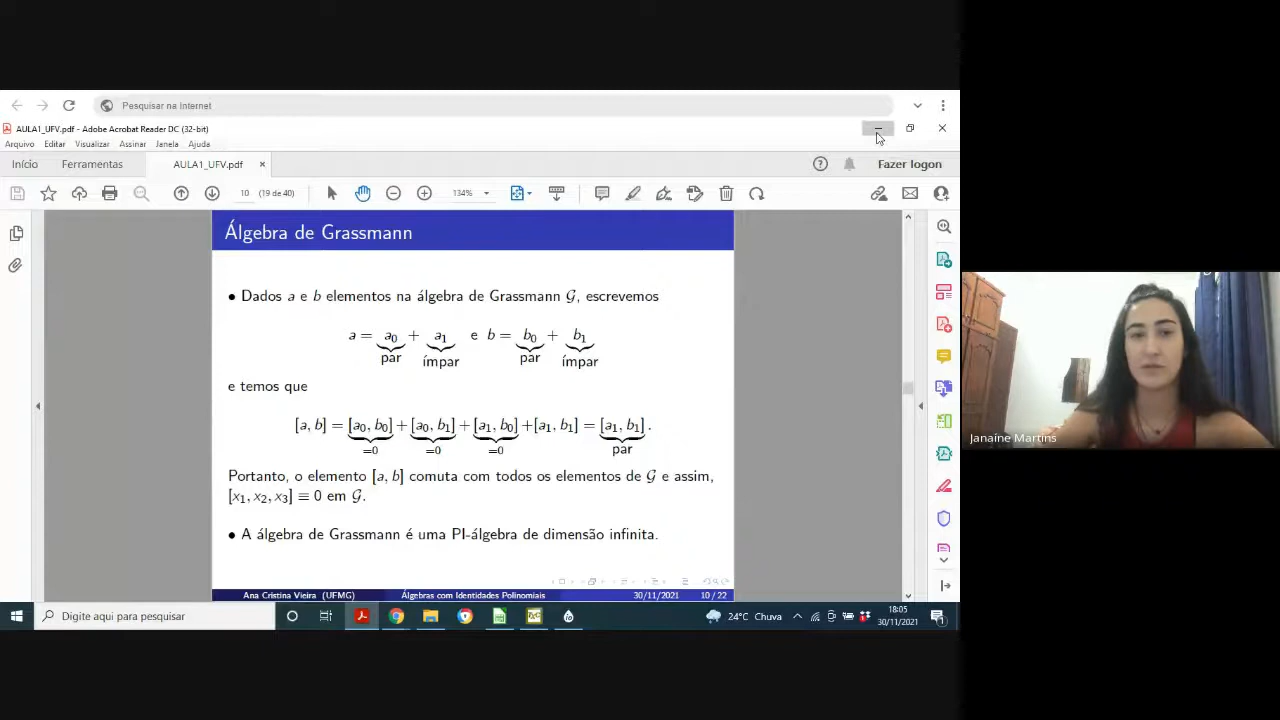 Pesquisar na Internet
AULA1_UFV.pdf - Adobe Acrobat Reader DC (32-bit)
Arquivo Editar Visualizar Assinar Janela Ajuda
Início Ferramentas AULA1_UFV.pdf × Fazer logon
10 (19 de 40) 134%
Álgebra de Grassmann
• Dados a e b elementos na álgebra de Grassmann 𝒢, escrevemos
a = a₀ + a₁ e b = b₀ + b₁
par ímpar par ímpar
e temos que
[a, b] = [a₀, b₀] + [a₀, b₁] + [a₁, b₀] + [a₁, b₁] = [a₁, b₁] .
=0 =0 =0 par
Portanto, o elemento [a, b] comuta com todos os elementos de 𝒢 e assim,
[x₁, x₂, x₃] ≡ 0 em 𝒢.
• A álgebra de Grassmann é uma PI-álgebra de dimensão infinita.
Ana Cristina Vieira (UFMG) Álgebras com Identidades Polinomiais 30/11/2021 10 / 22
Janaíne Martins
Digite aqui para pesquisar 24°C Chuva 18:05
30/11/2021 1